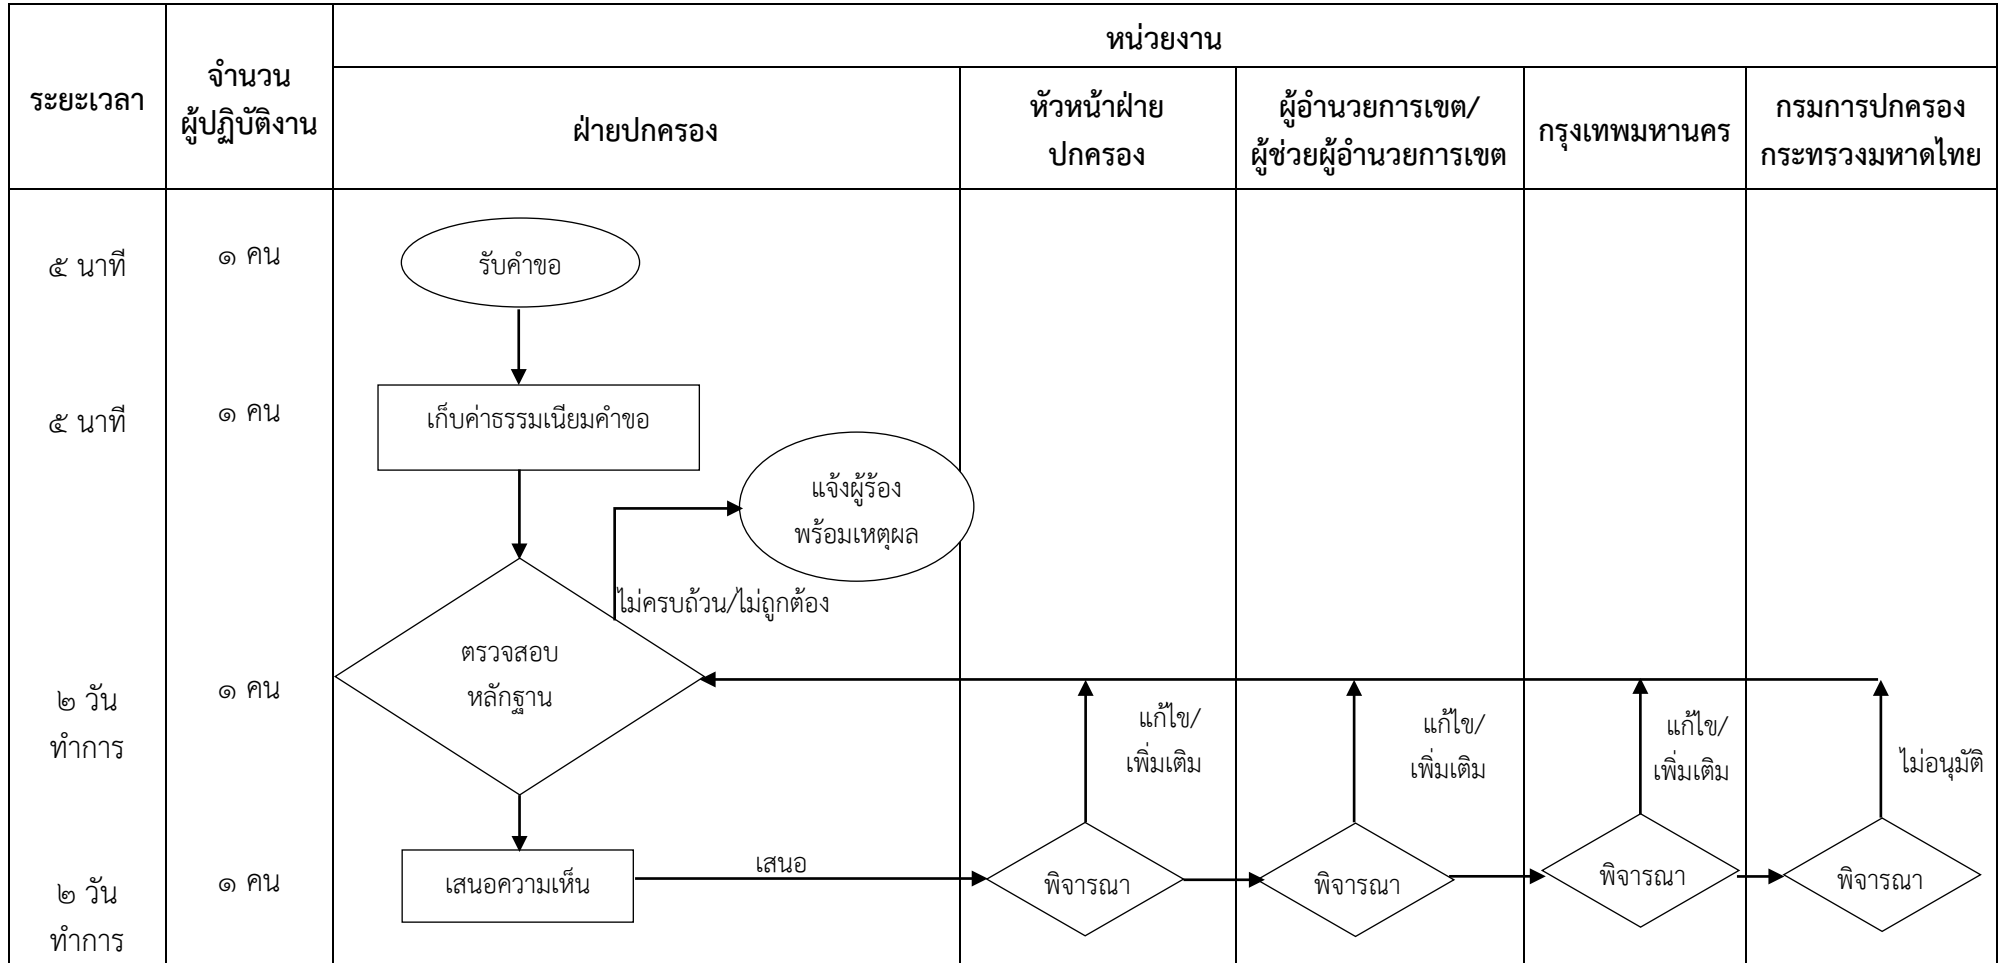 หน่วยงาน
ระยะเวลา
จำนวน
ผู้ปฏิบัติงาน
ฝ่ายปกครอง
หัวหน้าฝ่าย
ปกครอง
ผู้อำนวยการเขต/
ผู้ช่วยผู้อำนวยการเขต
กรุงเทพมหานคร
กรมการปกครอง
กระทรวงมหาดไทย
๕ นาที
๑ คน
รับคำขอ
๕ นาที
๑ คน
เก็บค่าธรรมเนียมคำขอ
แจ้งผู้ร้อง
พร้อมเหตุผล
ไม่ครบถ้วน/ไม่ถูกต้อง
๒ วัน
ทำการ
๑ คน
ตรวจสอบ
หลักฐาน
แก้ไข/
เพิ่มเติม
แก้ไข/
เพิ่มเติม
แก้ไข/
เพิ่มเติม
ไม่อนุมัติ
๒ วัน
ทำการ
๑ คน
เสนอความเห็น
เสนอ
พิจารณา
พิจารณา
พิจารณา
พิจารณา